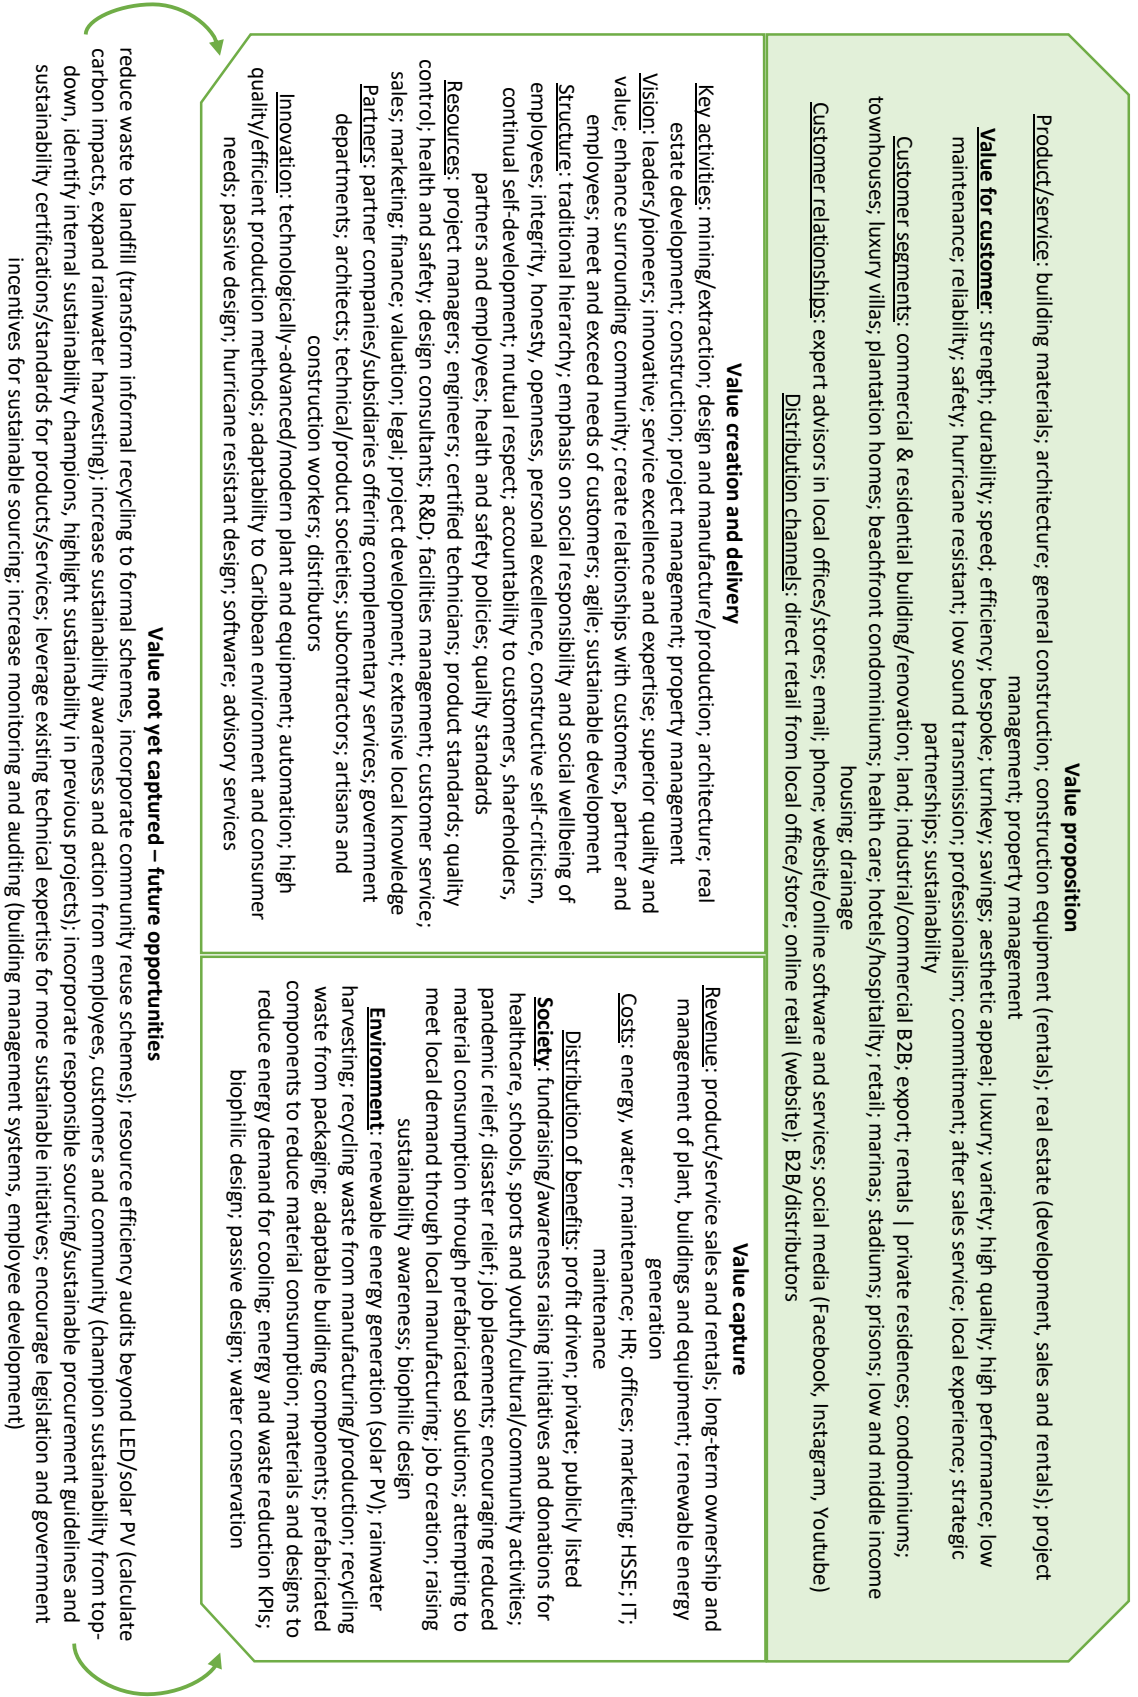 Value proposition
Product/service: building materials; architecture; general construction; construction equipment (rentals); real estate (development, sales and rentals); project
management; property management
Value for customer: strength; durability; speed; efficiency; bespoke; turnkey; savings; aesthetic appeal; luxury; variety; high quality; high performance; low
maintenance; reliability; safety; hurricane resistant; low sound transmission; professionalism; commitment; after sales service; local experience; strategic
partnerships; sustainability
Customer segments: commercial & residential building/renovation; land; industrial/commercial B2B; export; rentals | private residences; condominiums;
townhouses; luxury villas; plantation homes; beachfront condominiums; health care; hotels/hospitality; retail; marinas; stadiums; prisons; low and middle income
housing; drainage
Customer relationships: expert advisors in local offices/stores; email; phone; website/online software and services; social media (Facebook, Instagram, Youtube)
Distribution channels: direct retail from local office/store; online retail (website); B2B/distributors
Value creation and delivery
Key activities: mining/extraction; design and manufacture/production; architecture; real
estate development; construction; project management; property management
Vision: leaders/pioneers; innovative; service excellence and expertise; superior quality and
value; enhance surrounding community; create relationships with customers, partner and
employees; meet and exceed needs of customers; agile; sustainable development
Structure: traditional hierarchy; emphasis on social responsibility and social wellbeing of
employees; integrity, honesty, openness, personal excellence, constructive self-criticism,
continual self-development; mutual respect; accountability to customers, shareholders,
partners and employees; health and safety policies; quality standards
Resources: project managers; engineers; certified technicians; product standards; quality
control; health and safety; design consultants; R&D; facilities management; customer service;
sales; marketing; finance; valuation; legal; project development; extensive local knowledge
Partners: partner companies/subsidiaries offering complementary services; government
departments; architects; technical/product societies; subcontractors; artisans and
construction workers; distributors
Innovation: technologically-advanced/modern plant and equipment; automation; high
quality/efficient production methods; adaptability to Caribbean environment and consumer
needs; passive design; hurricane resistant design; software; advisory services
Value capture
Revenue: product/service sales and rentals; long-term ownership and
management of plant, buildings and equipment; renewable energy
generation
Costs: energy, water; maintenance; HR; offices; marketing; HSSE; IT;
maintenance
Distribution of benefits: profit driven; private; publicly listed
Society: fundraising/awareness raising initiatives and donations for
healthcare, schools, sports and youth/cultural/community activities;
pandemic relief; disaster relief; job placements; encouraging reduced
material consumption through prefabricated solutions; attempting to
meet local demand through local manufacturing; job creation; raising
sustainability awareness; biophilic design
Environment: renewable energy generation (solar PV); rainwater
harvesting; recycling waste from manufacturing/production; recycling
waste from packaging; adaptable building components; prefabricated
components to reduce material consumption; materials and designs to
reduce energy demand for cooling; energy and waste reduction KPIs;
biophilic design; passive design; water conservation
Value not yet captured – future opportunities
reduce waste to landfill (transform informal recycling to formal schemes, incorporate community reuse schemes); resource efficiency audits beyond LED/solar PV (calculate
carbon impacts, expand rainwater harvesting); increase sustainability awareness and action from employees, customers and community (champion sustainability from top-
down, identify internal sustainability champions, highlight sustainability in previous projects); incorporate responsible sourcing/sustainable procurement guidelines and
sustainability certifications/standards for products/services; leverage existing technical expertise for more sustainable initiatives; encourage legislation and government
incentives for sustainable sourcing; increase monitoring and auditing (building management systems, employee development)